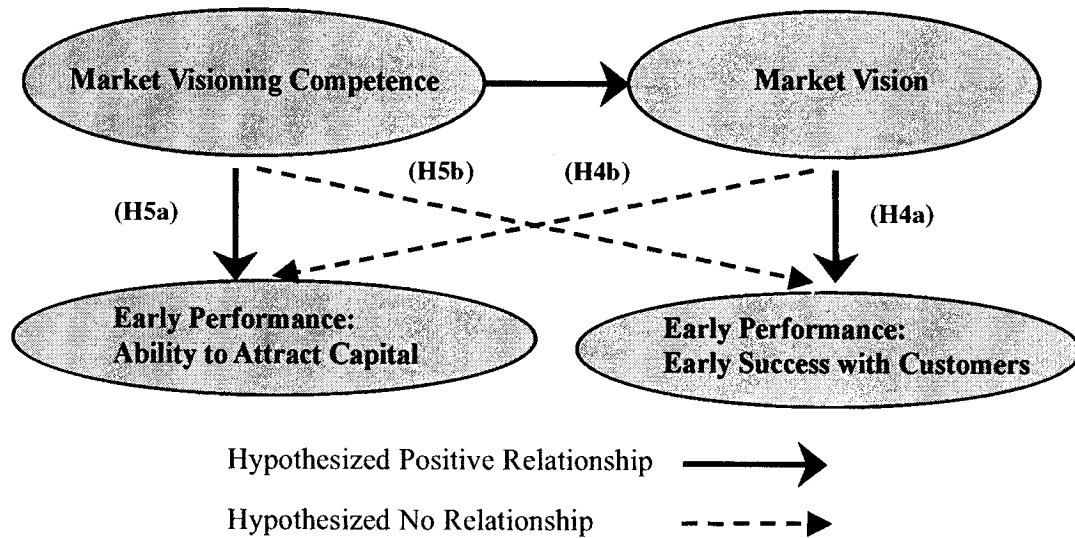 Market Visioning Competence
Market Vision
(H5b)
(H4b)
(H5a)
(H4a)
Early Performance:
Ability to Attract Capital
Early Performance:
Early Success with Customers
Hypothesized Positive Relationship
Hypothesized No Relationship